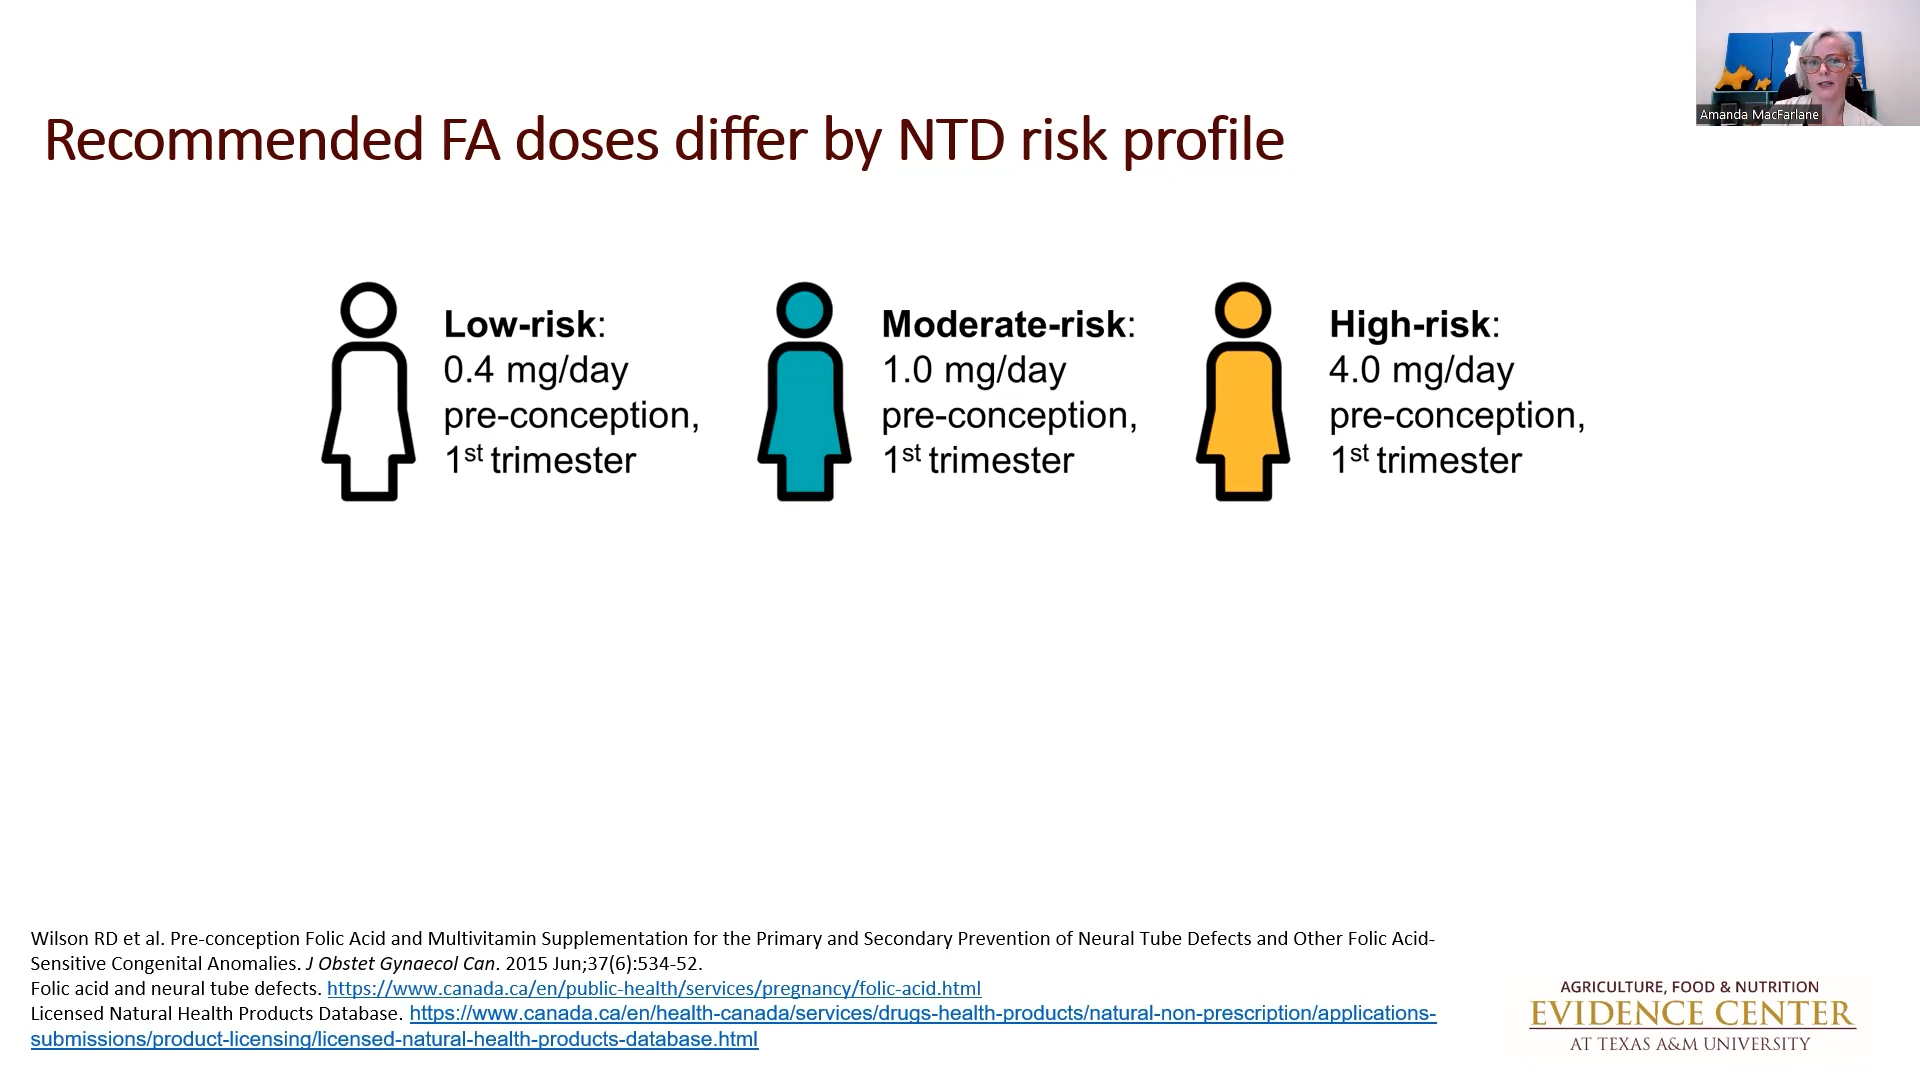 Amanda MacFarlane
Recommended FA doses differ by NTD risk profile
Low-risk:
0.4 mg/day
pre-conception,
1st trimester
Moderate-risk:
1.0 mg/day
pre-conception,
1st trimester
High-risk:
4.0 mg/day
pre-conception,
1st trimester
Wilson RD et al. Pre-conception Folic Acid and Multivitamin Supplementation for the Primary and Secondary Prevention of Neural Tube Defects and Other Folic Acid-
Sensitive Congenital Anomalies. J Obstet Gynaecol Can. 2015 Jun;37(6):534-52.
Folic acid and neural tube defects. https://www.canada.ca/en/public-health/services/pregnancy/folic-acid.html
Licensed Natural Health Products Database. https://www.canada.ca/en/health-canada/services/drugs-health-products/natural-non-prescription/applications-
submissions/product-licensing/licensed-natural-health-products-database.html
AGRICULTURE, FOOD & NUTRITION
EVIDENCE CENTER
AT TEXAS A&M UNIVERSITY